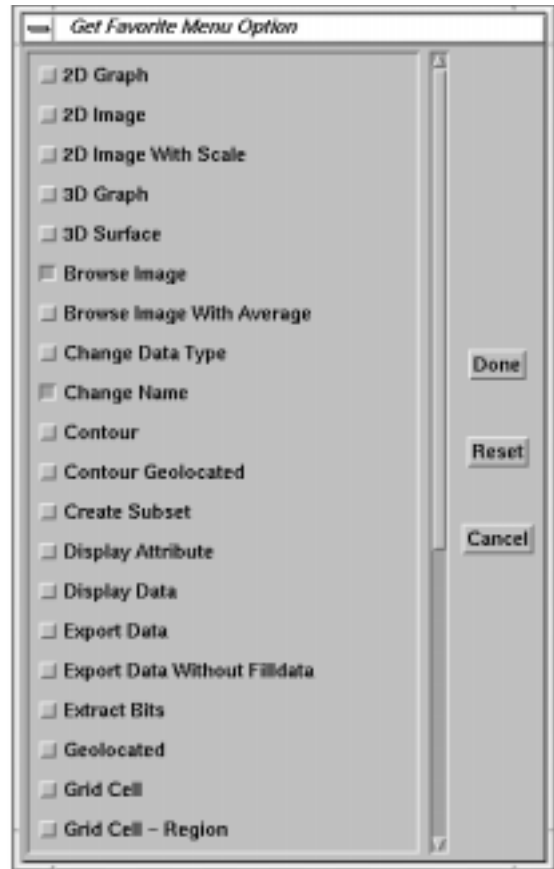 Get Favorite Menu Option
2D Graph
2D Image
2D Image With Scale
3D Graph
3D Surface
Browse Image
Browse Image With Average
Change Data Type
Change Name
Contour
Contour Geolocated
Create Subset
Display Attribute
Display Data
Export Data
Export Data Without Filldata
Extract Bits
Geolocated
Grid Cell
Grid Cell – Region
Done
Reset
Cancel